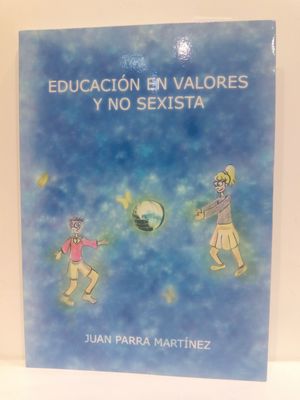 EDUCACIÓN EN VALORES
Y NO SEXISTA
JUAN PARRA MARTÍNEZ